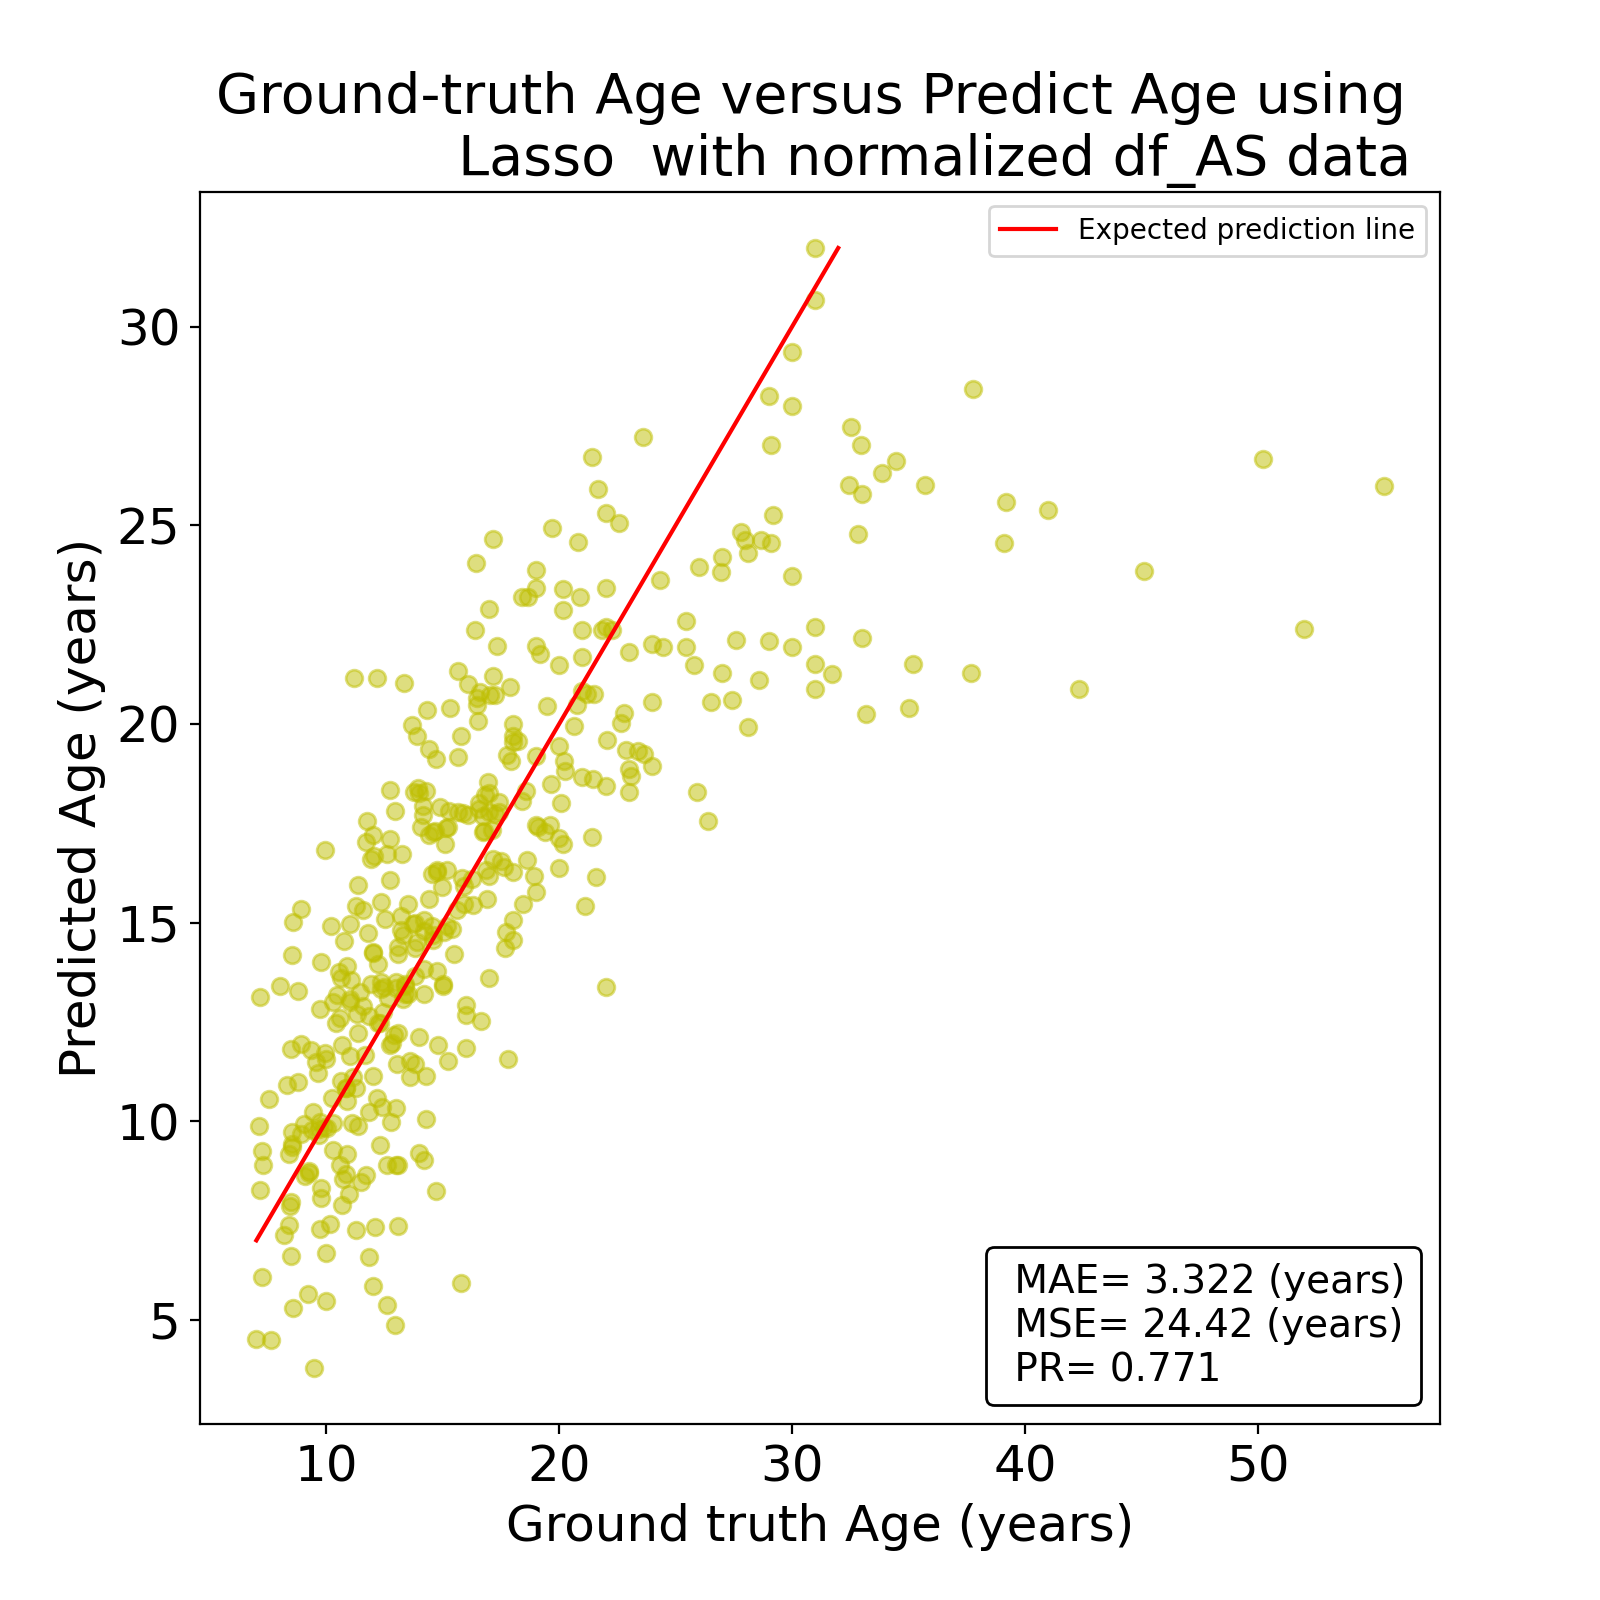 Ground-truth Age versus Predict Age using
Lasso  with normalized df_AS data
Expected prediction line
Predicted Age (years)
30
25
20
15
10
5
MAE= 3.322 (years)
MSE= 24.42 (years)
PR= 0.771
10 20 30 40 50
Ground truth Age (years)